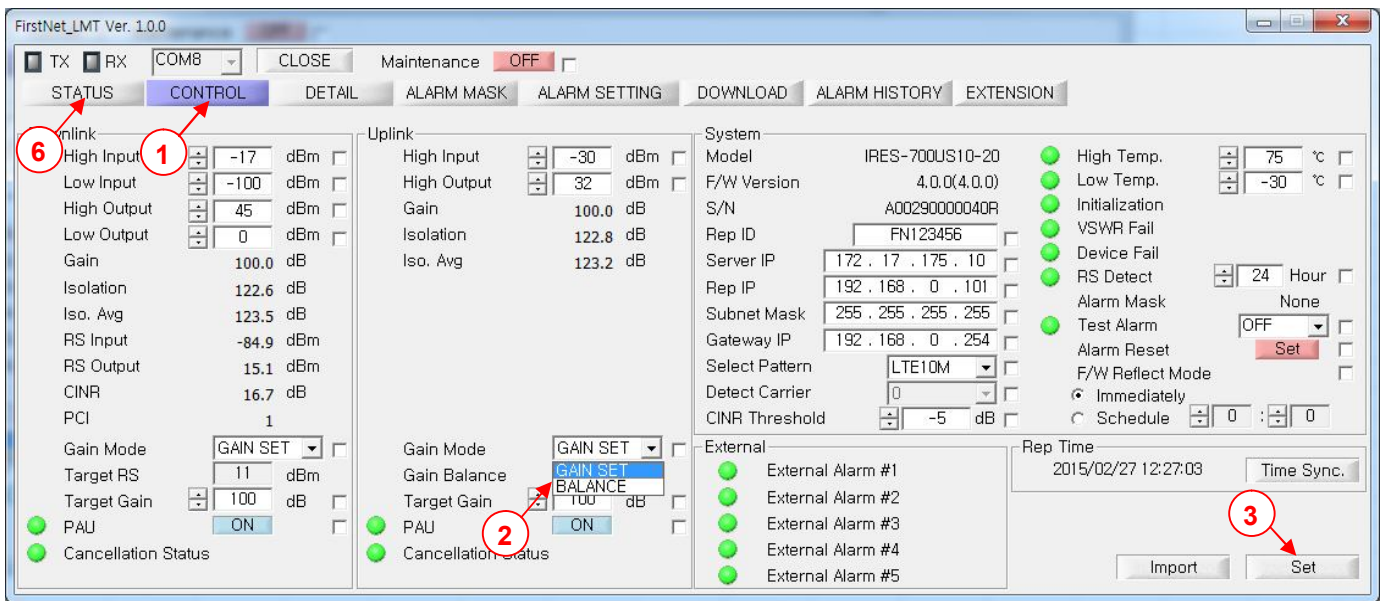 FirstNet_LMT Ver. 1.0.0
TX RX COM8 CLOSE Maintenance OFF
STATUS CONTROL DETAIL ALARM MASK ALARM SETTING DOWNLOAD ALARM HISTORY EXTENSION
6
1
High Input -17 dBm
Low Input -100 dBm
High Output 45 dBm
Low Output 0 dBm
Gain 100.0 dB
Isolation 122.6 dB
Iso. Avg 123.5 dB
RS Input -84.9 dBm
RS Output 15.1 dBm
CINR 16.7 dB
PCI 1
Gain Mode GAIN SET
Target RS 11 dBm
Target Gain 100 dB
PAU ON
Cancellation Status
Uplink
High Input -30 dBm
High Output 32 dBm
Gain 100.0 dB
Isolation 122.8 dB
Iso. Avg 123.2 dB
Gain Mode GAIN SET
Gain Balance GAIN SET
BALANCE
Target Gain 100 dB
PAU ON
2
Cancellation Status
System
Model IRES-700US10-20
F/W Version 4.0.0(4.0.0)
S/N A00290000040R
Rep ID FN123456
Server IP 172 . 17 . 175 . 10
Rep IP 192 . 168 . 0 . 101
Subnet Mask 255 . 255 . 255 . 255
Gateway IP 192 . 168 . 0 . 254
Select Pattern LTE10M
Detect Carrier 0
CINR Threshold -5 dB
High Temp. 75 ℃
Low Temp. -30 ℃
Initialization
VSWR Fail
Device Fail
RS Detect 24 Hour
Alarm Mask None
Test Alarm OFF
Alarm Reset Set
F/W Reflect Mode
Immediately
Schedule 0 : 0
External
External Alarm #1
External Alarm #2
External Alarm #3
External Alarm #4
External Alarm #5
Rep Time
2015/02/27 12:27:03 Time Sync.
3
Import Set